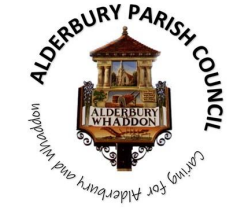 ALDERBURY PARISH COUNCIL
ALDERBURY
WHADDON
Caring for Alderbury and Whaddon